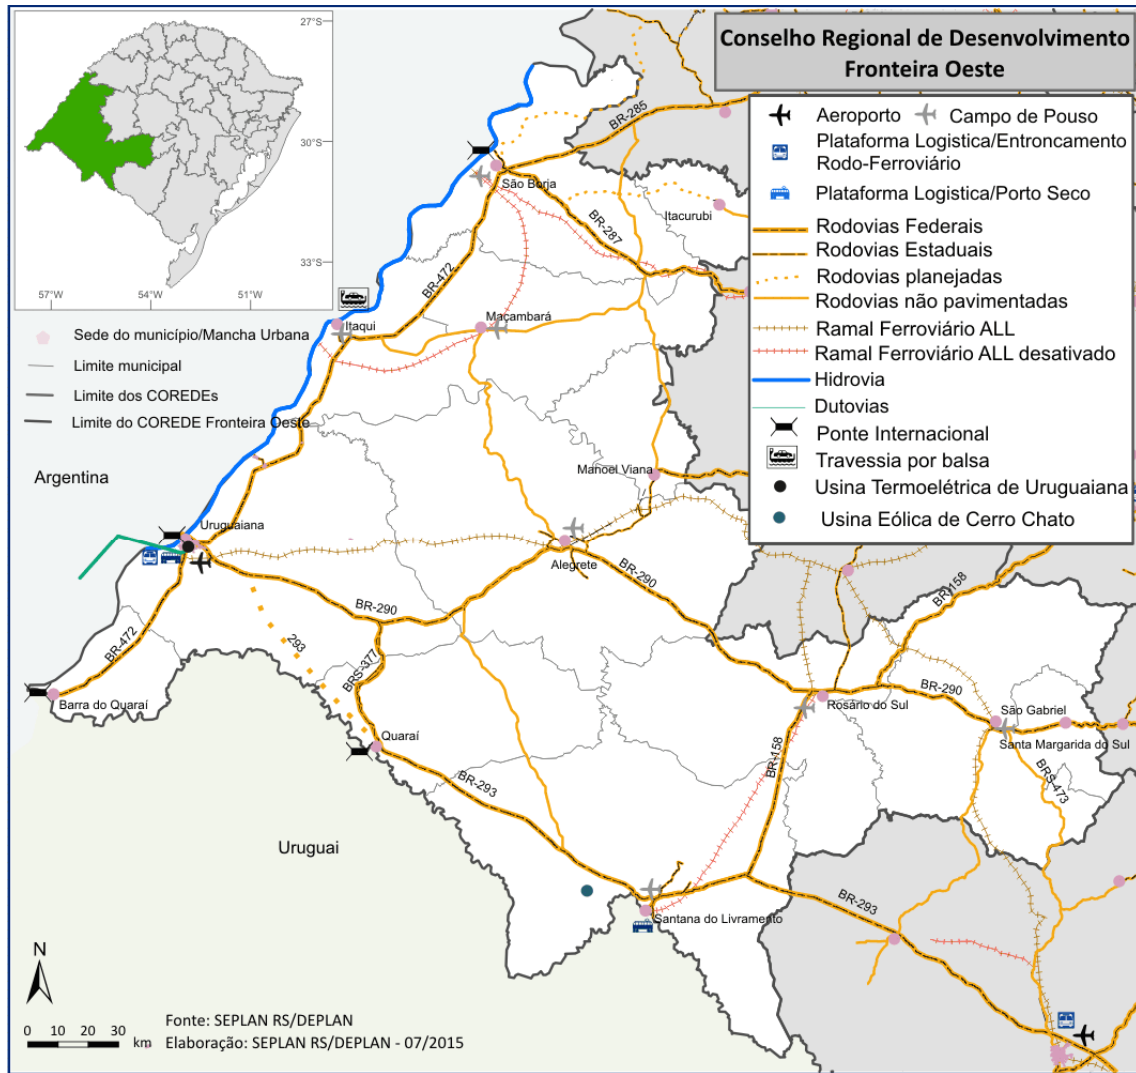 Conselho Regional de Desenvolvimento
Fronteira Oeste
27°S
30°S
33°S
57°W
54°W
51°W
Aeroporto
Campo de Pouso
Plataforma Logistica/Entroncamento
Rodo-Ferroviário
Plataforma Logistica/Porto Seco
Rodovias Federais
Rodovias Estaduais
Rodovias planejadas
Rodovias não pavimentadas
Ramal Ferroviário ALL
Ramal Ferroviário ALL desativado
Hidrovia
Dutovias
Ponte Internacional
Travessia por balsa
Usina Termoelétrica de Uruguaiana
Usina Eólica de Cerro Chato
Sede do município/Mancha Urbana
Limite municipal
Limite dos COREDEs
Limite do COREDE Fronteira Oeste
BR-285
São Borja
Itacurubi
BR-287
BR-472
Itaqui
Maçambará
Argentina
Manoel Viana
Uruguaiana
Alegrete
BR-290
BR-158
BR-290
293
BRS-377
BR-472
Barra do Quaraí
Quaraí
BR-290
Rosário do Sul
São Gabriel
Santa Margarida do Sul
BR-158
BRS-473
BR-293
Uruguai
Santana do Livramento
BR-293
N
0 10 20 30 km
Fonte: SEPLAN RS/DEPLAN
Elaboração: SEPLAN RS/DEPLAN - 07/2015